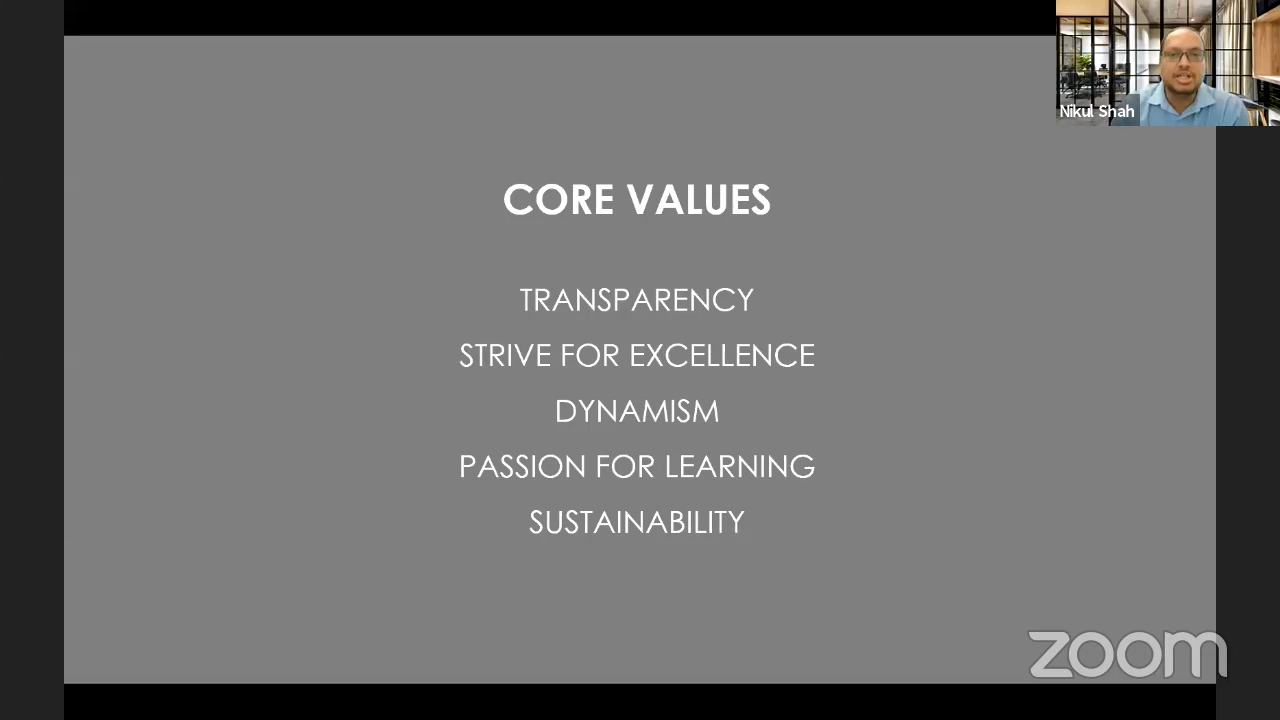 Nikul Shah
CORE VALUES
TRANSPARENCY
STRIVE FOR EXCELLENCE
DYNAMISM
PASSION FOR LEARNING
SUSTAINABILITY
zoom